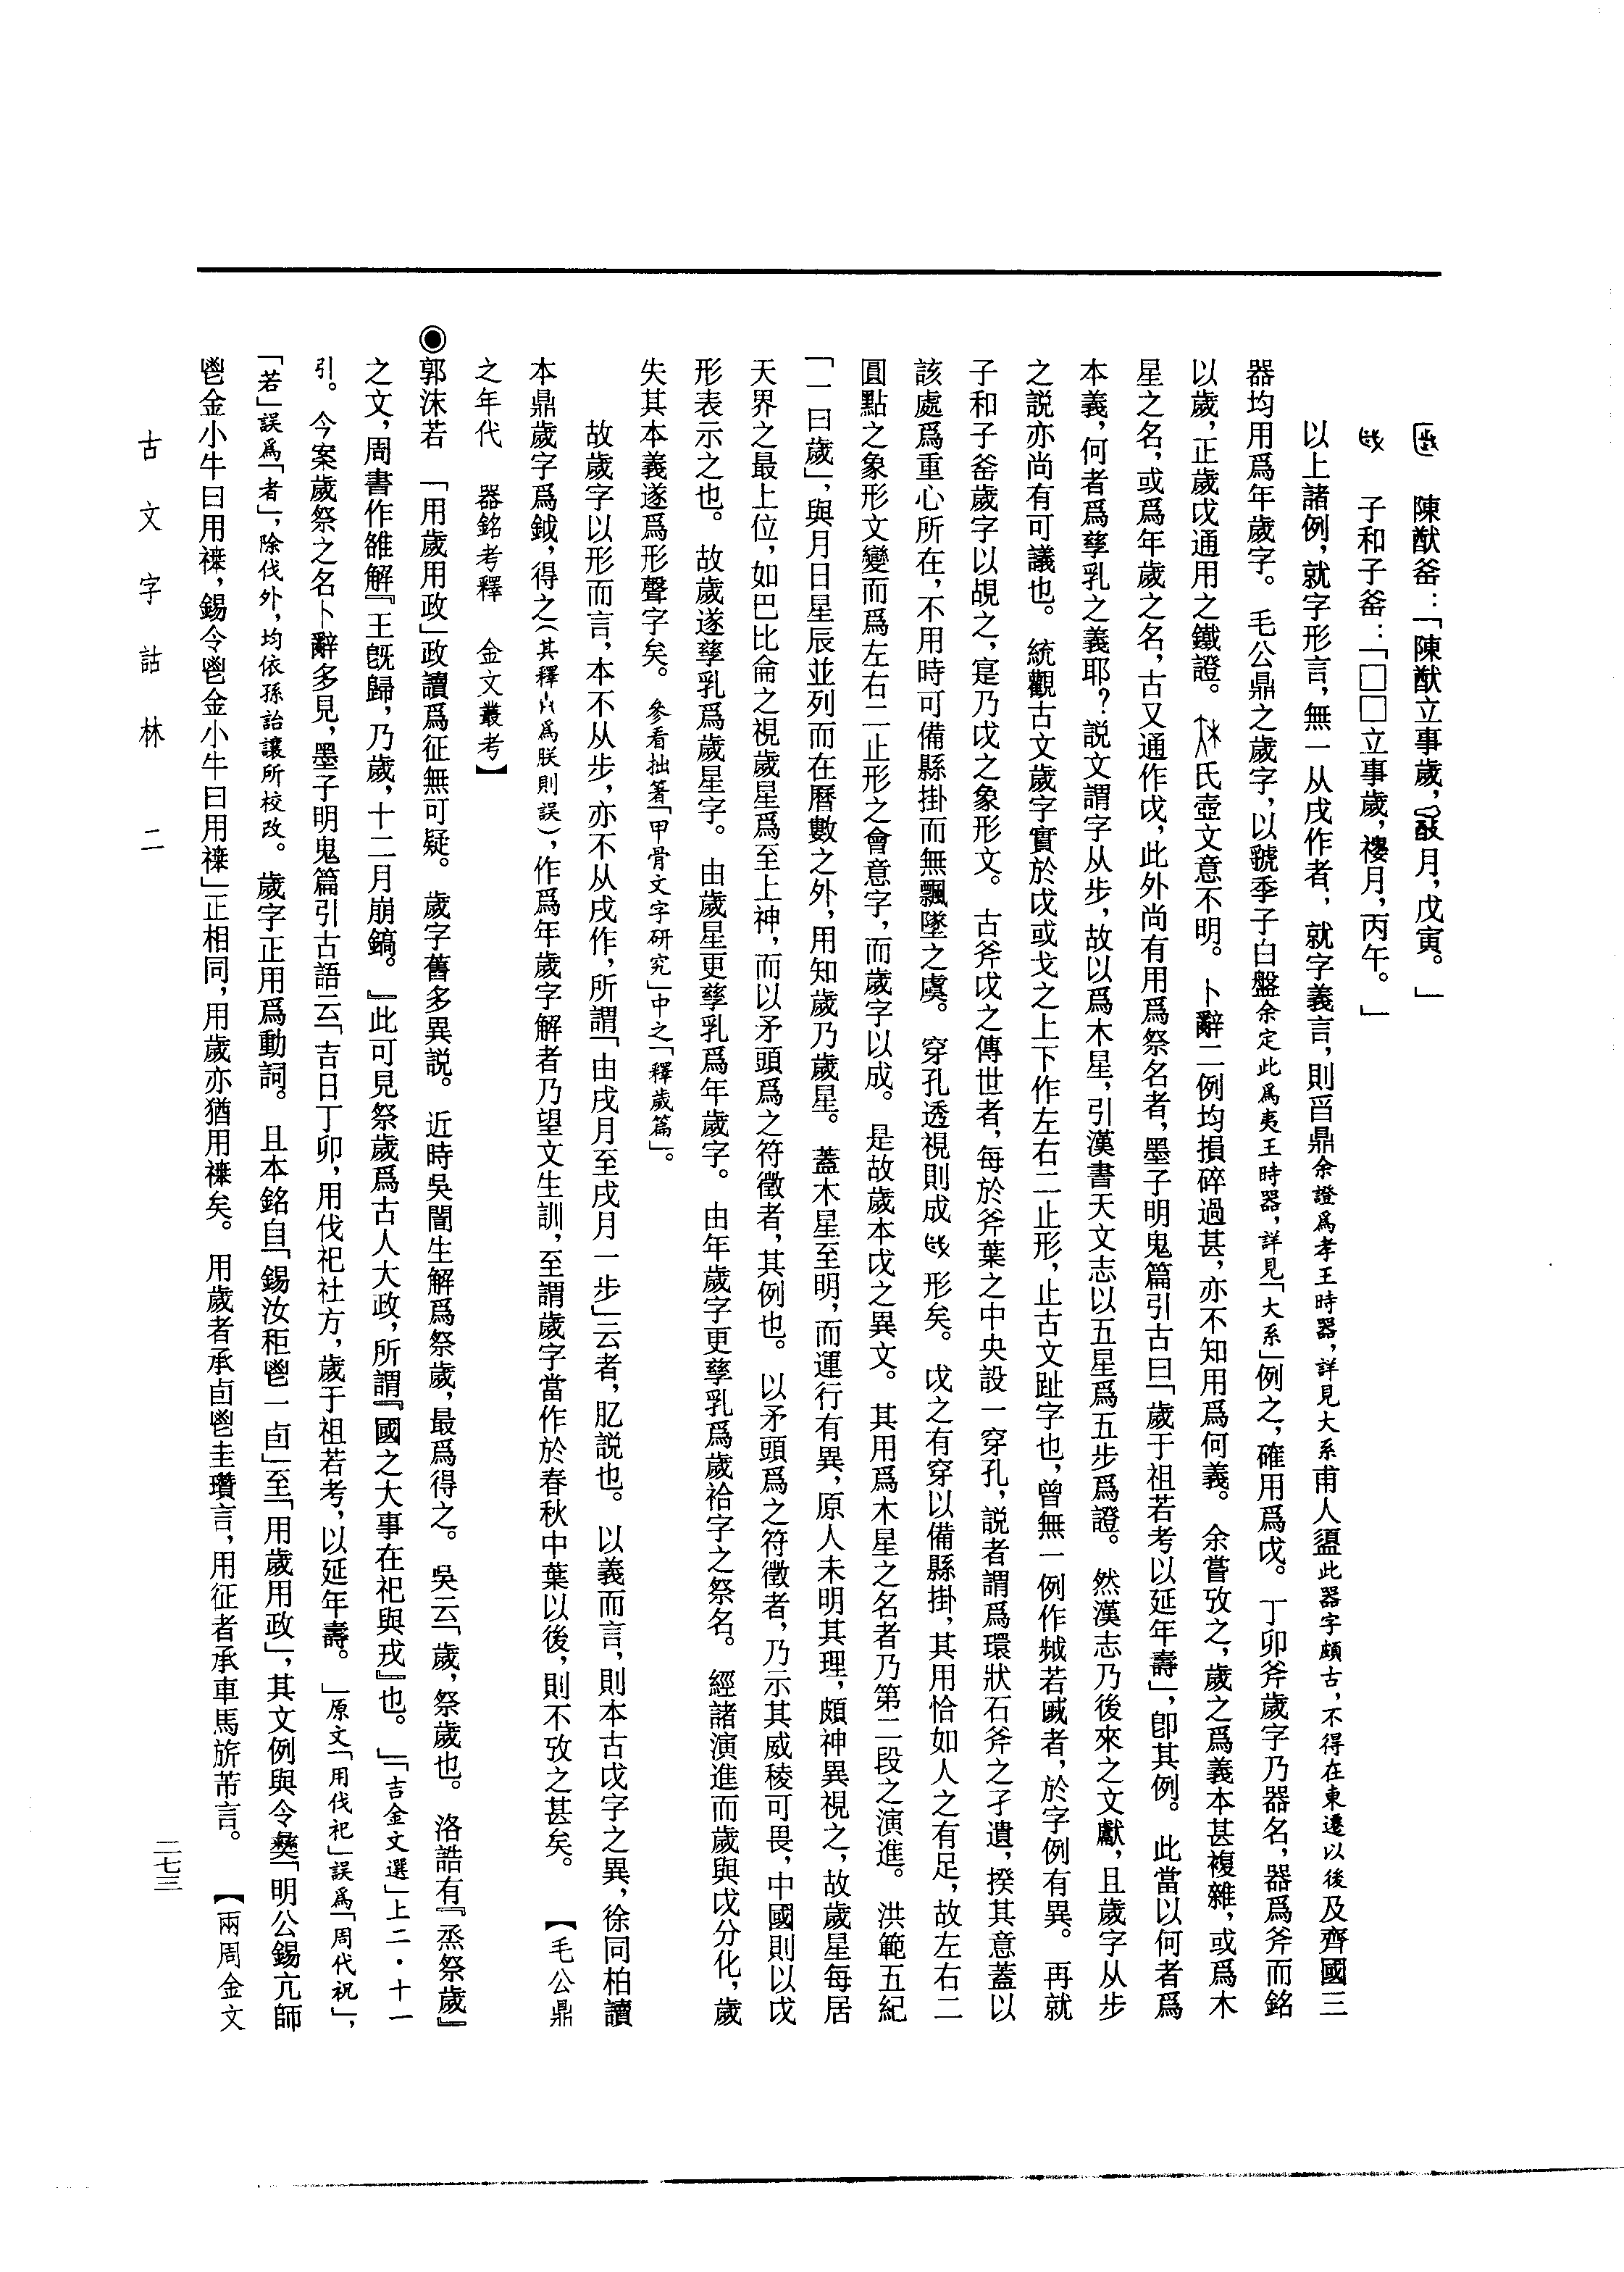 陳猷釜：「陳猷立事歲，月，戊寅。」
子和子釜：「□□立事歲，禝月，丙午。」
以上諸例，就字形言，無一从戌作者，就字義言，則舀鼎余證爲孝王時器，詳見大系甫人盨此器字頗古，不得在東遷以後及齊國三
器均用爲年歲字。毛公鼎之歲字，以虢季子白盤余定此爲夷王時器，詳見「大系」例之，確用爲戉。丁卯斧歲字乃器名，器爲斧而銘
以歲，正歲戉通用之鐵證。氏壺文意不明。卜辭二例均損碎過甚，亦不知用爲何義。余嘗攷之，歲之爲義本甚複雜，或爲木
星之名，或爲年歲之名，古又通作戉，此外尚有用爲祭名者，墨子明鬼篇引古曰「歲于祖若考以延年壽」，卽其例。此當以何者爲
本義，何者爲孳乳之義耶？説文謂字从步，故以爲木星，引漢書天文志以五星爲五步爲證。然漢志乃後來之文獻，且歲字从步
之説亦尚有可議也。統觀古文歲字實於戉或戈之上下作左右二止形，止古文趾字也，曾無一例作若者，於字例有異。再就
子和子釜歲字以覘之，寔乃戉之象形文。古斧戉之傳世者，每於斧葉之中央設一穿孔，説者謂爲環狀石斧之孑遺，揆其意蓋以
該處爲重心所在，不用時可備縣掛而無飄墜之虞。穿孔透視則成形矣。戉之有穿以備縣掛，其用恰如人之有足，故左右二
圓點之象形文變而爲左右二止形之會意字，而歲字以成。是故歲本戉之異文。其用爲木星之名者乃第二段之演進。洪範五紀
「一曰歲」，與月日星辰並列而在曆數之外，用知歲乃歲星。蓋木星至明，而運行有異，原人未明其理，頗神異視之，故歲星每居
天界之最上位，如巴比侖之視歲星爲至上神，而以矛頭爲之符徵者，其例也。以矛頭爲之符徵者，乃示其威稜可畏，中國則以戉
形表示之也。故歲遂孳乳爲歲星字。由歲星更孳乳爲年歲字。由年歲字更孳乳爲歲祫字之祭名。經諸演進而歲與戉分化，歲
失其本義遂爲形聲字矣。參看拙著「甲骨文字研究」中之「釋歲篇」。
故歲字以形而言，本不从步，亦不从戌作，所謂「由戌月至戌月一步」云者，肊説也。以義而言，則本古戉字之異，徐同柏讀
本鼎歲字爲鉞，得之（其釋爲朕則誤），作爲年歲字解者乃望文生訓，至謂歲字當作於春秋中葉以後，則不攷之甚矣。【毛公鼎
之年代　器銘考釋　金文叢考】
◉郭沫若　「用歲用政」政讀爲征無可疑。歲字舊多異説。近時吳闓生解爲祭歲，最爲得之。吳云「歲，祭歲也。洛誥有『烝祭歲』
之文，周書作雒解『王既歸，乃歲，十二月崩鎬。』此可見祭歲爲古人大政，所謂『國之大事在祀與戎』也。」「吉金文選」上二·十一
引。今案歲祭之名卜辭多見，墨子明鬼篇引古語云「吉日丁卯，用伐祀社方，歲于祖若考，以延年壽。」原文「用伐祀」誤爲「周代祝」，
「若」誤爲「者」，除伐外，均依孫詒讓所校改。歲字正用爲動詞。且本銘自「錫汝秬鬯一卣」至「用歲用政」，其文例與令彝「明公錫亢師
鬯金小牛曰用䄔，錫令鬯金小牛曰用䄔」正相同，用歲亦猶用䄔矣。用歲者承卣鬯圭瓚言，用征者承車馬旂芾言。【兩周金文
古文字詁林　二
二七三